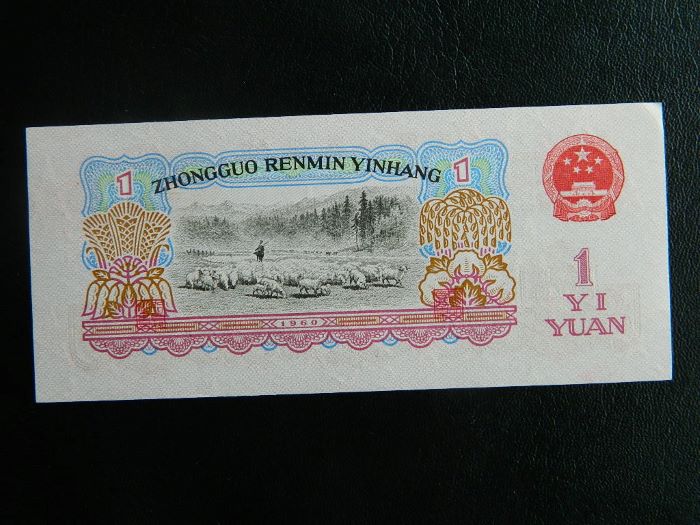 1 ZHONGGUO RENMIN YINHANG 1
1
YI
YUAN
1960